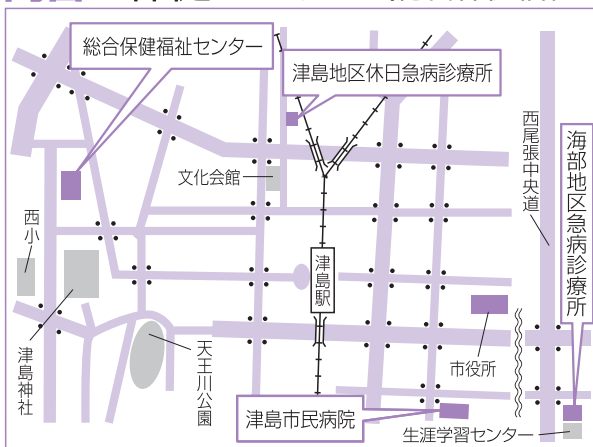 総合保健福祉センター
津島地区休日急病診療所
西尾張中央道
海部地区急病診療所
文化会館
西小
津島駅
市役所
津島神社
天王川公園
津島市民病院
生涯学習センター